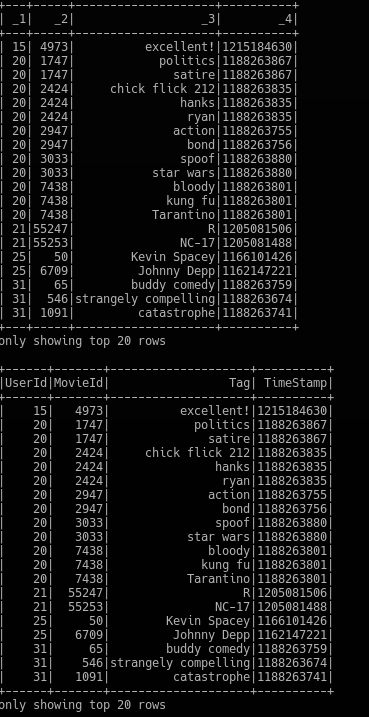 +---+-----+-------------------+----------+
| _1|   _2|                 _3|        _4|
+---+-----+-------------------+----------+
| 15| 4973|         excellent!|1215184630|
| 20| 1747|           politics|1188263867|
| 20| 1747|             satire|1188263867|
| 20| 2424|    chick flick 212|1188263835|
| 20| 2424|              hanks|1188263835|
| 20| 2424|               ryan|1188263835|
| 20| 2947|             action|1188263755|
| 20| 2947|               bond|1188263756|
| 20| 3033|              spoof|1188263880|
| 20| 3033|          star wars|1188263880|
| 20| 7438|             bloody|1188263801|
| 20| 7438|            kung fu|1188263801|
| 20| 7438|          Tarantino|1188263801|
| 21|55247|                  R|1205081506|
| 21|55253|              NC-17|1205081488|
| 25|   50|       Kevin Spacey|1166101426|
| 25| 6709|        Johnny Depp|1162147221|
| 31|   65|       buddy comedy|1188263759|
| 31|  546|strangely compelling|1188263674|
| 31| 1091|        catastrophe|1188263741|
+---+-----+-------------------+----------+
only showing top 20 rows
+------+-------+--------------------+----------+
|UserId|MovieId|                 Tag| TimeStamp|
+------+-------+--------------------+----------+
|    15|   4973|          excellent!|1215184630|
|    20|   1747|            politics|1188263867|
|    20|   1747|              satire|1188263867|
|    20|   2424|     chick flick 212|1188263835|
|    20|   2424|               hanks|1188263835|
|    20|   2424|                ryan|1188263835|
|    20|   2947|              action|1188263755|
|    20|   2947|                bond|1188263756|
|    20|   3033|               spoof|1188263880|
|    20|   3033|           star wars|1188263880|
|    20|   7438|              bloody|1188263801|
|    20|   7438|             kung fu|1188263801|
|    20|   7438|           Tarantino|1188263801|
|    21|  55247|                   R|1205081506|
|    21|  55253|               NC-17|1205081488|
|    25|     50|        Kevin Spacey|1166101426|
|    25|   6709|         Johnny Depp|1162147221|
|    31|     65|        buddy comedy|1188263759|
|    31|    546|strangely compelling|1188263674|
|    31|   1091|         catastrophe|1188263741|
+------+-------+--------------------+----------+
only showing top 20 rows